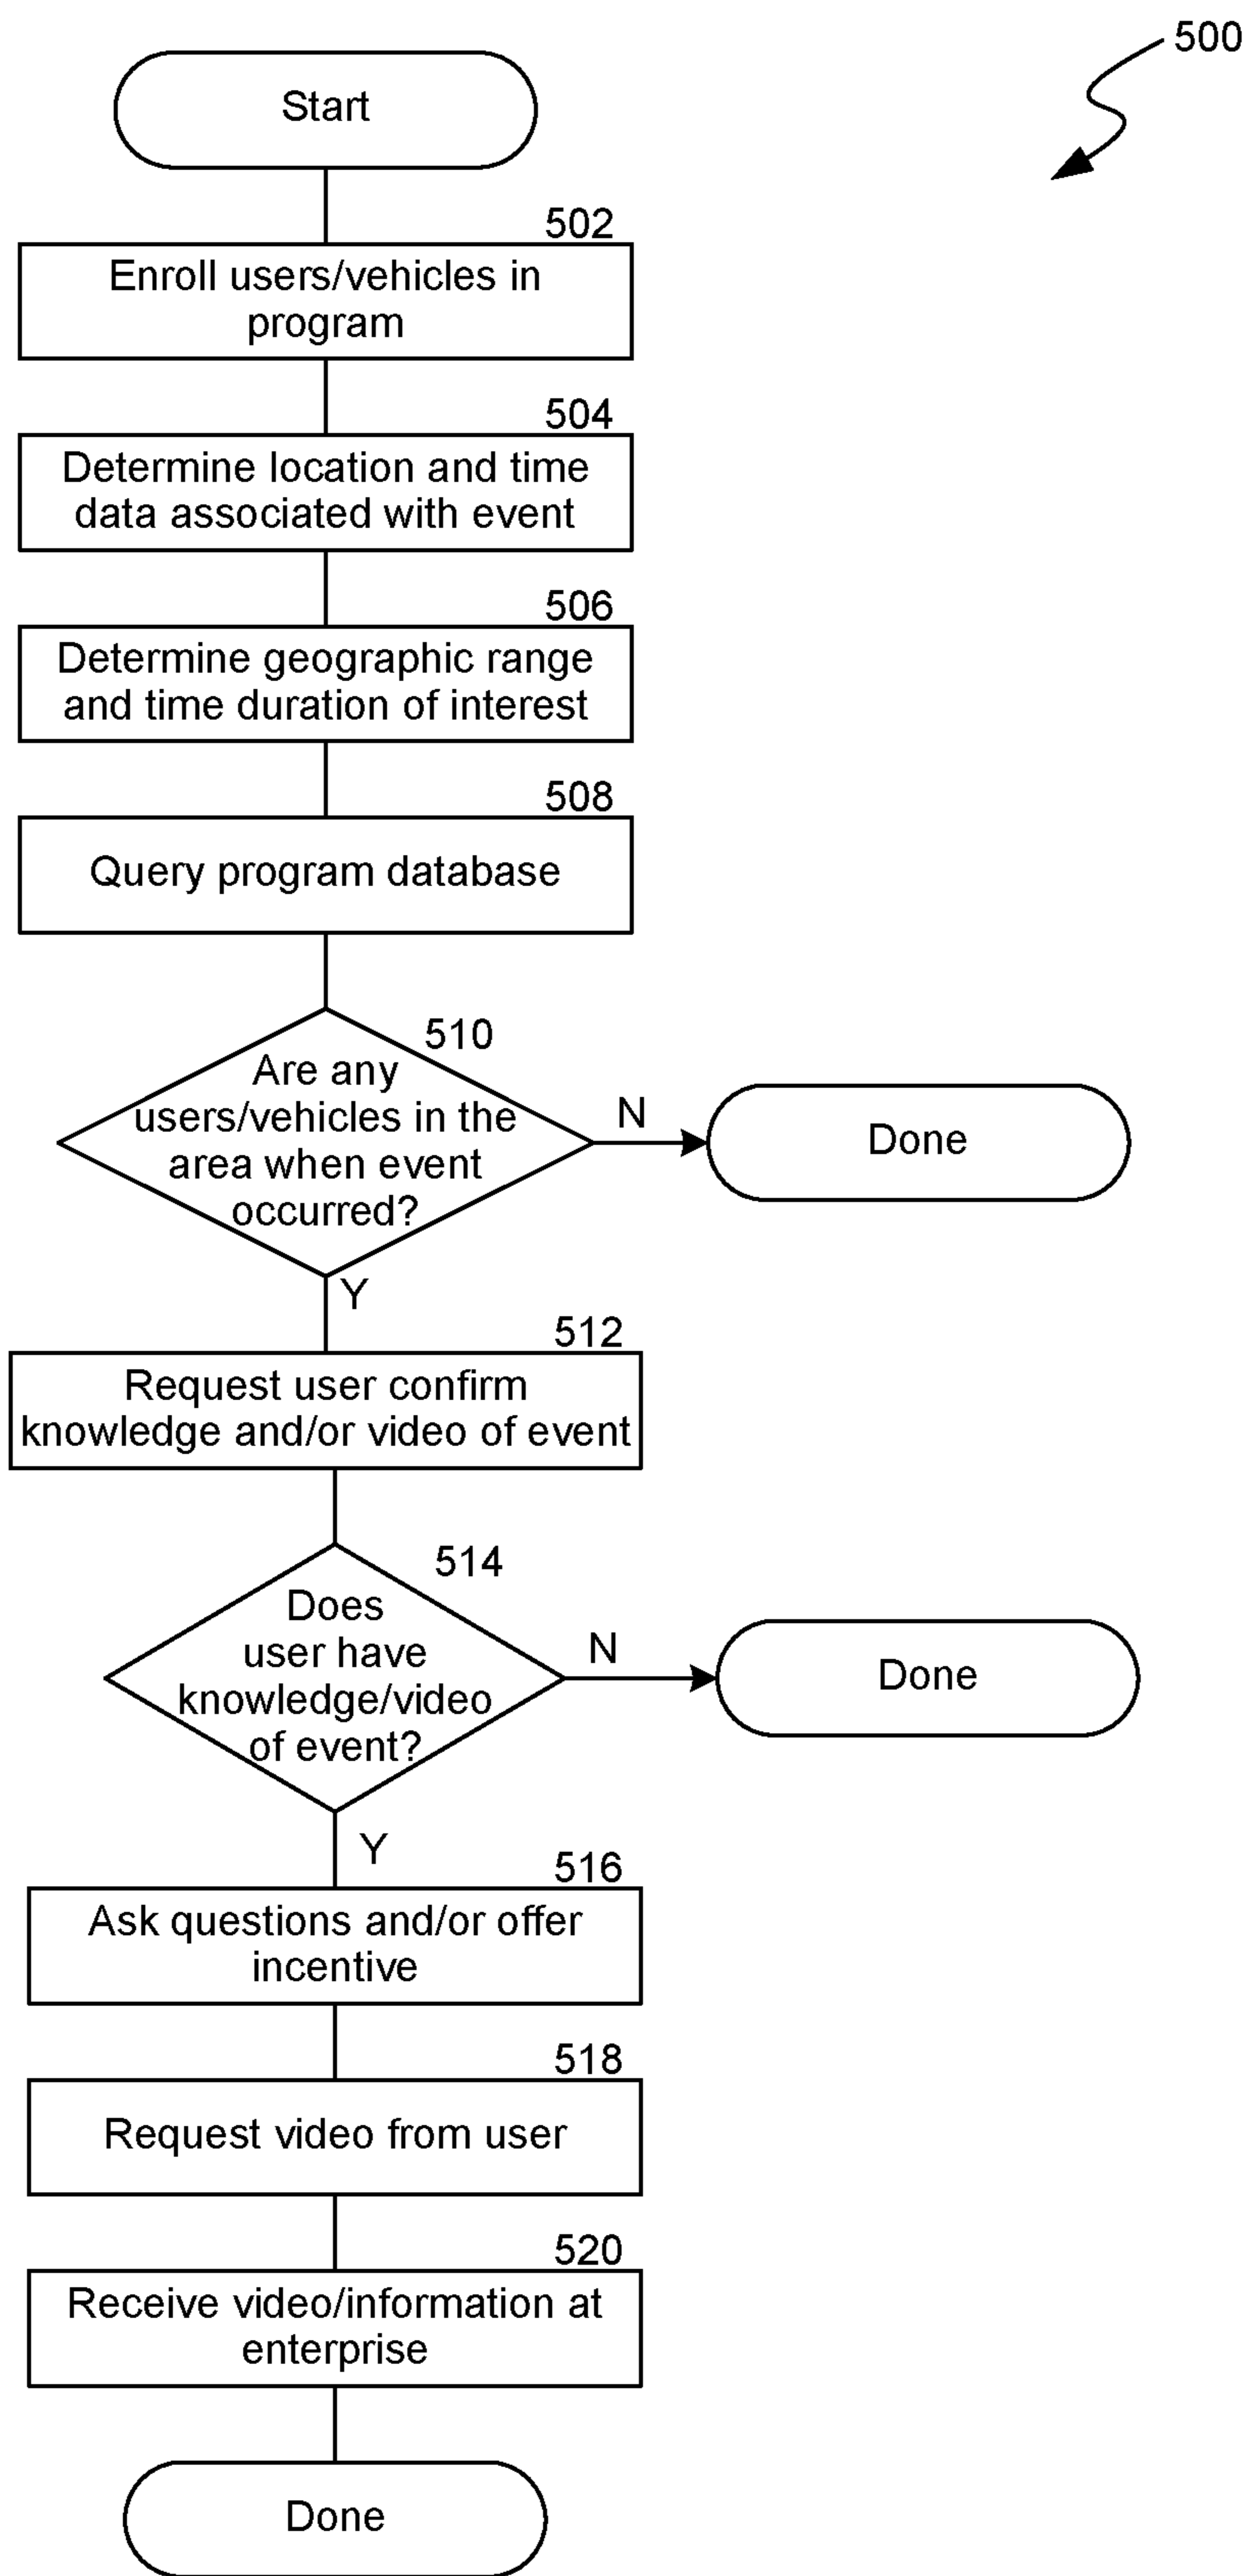 500
Start
502
Enroll users/vehicles in
program
504
Determine location and time
data associated with event
506
Determine geographic range
and time duration of interest
508
Query program database
510
Are any
users/vehicles in the
area when event
occurred?
N
Done
Y
512
Request user confirm
knowledge and/or video of event
514
Does
user have
knowledge/video
of event?
N
Done
Y
516
Ask questions and/or offer
incentive
518
Request video from user
520
Receive video/information at
enterprise
Done